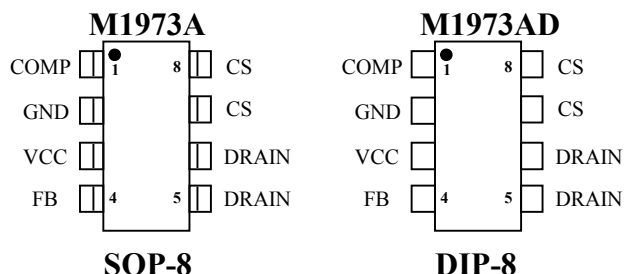 M1973A M1973AD
COMP 1 8 CS COMP 1 8 CS
GND CS GND CS
VCC DRAIN VCC DRAIN
FB 4 5 DRAIN FB 4 5 DRAIN
SOP-8 DIP-8